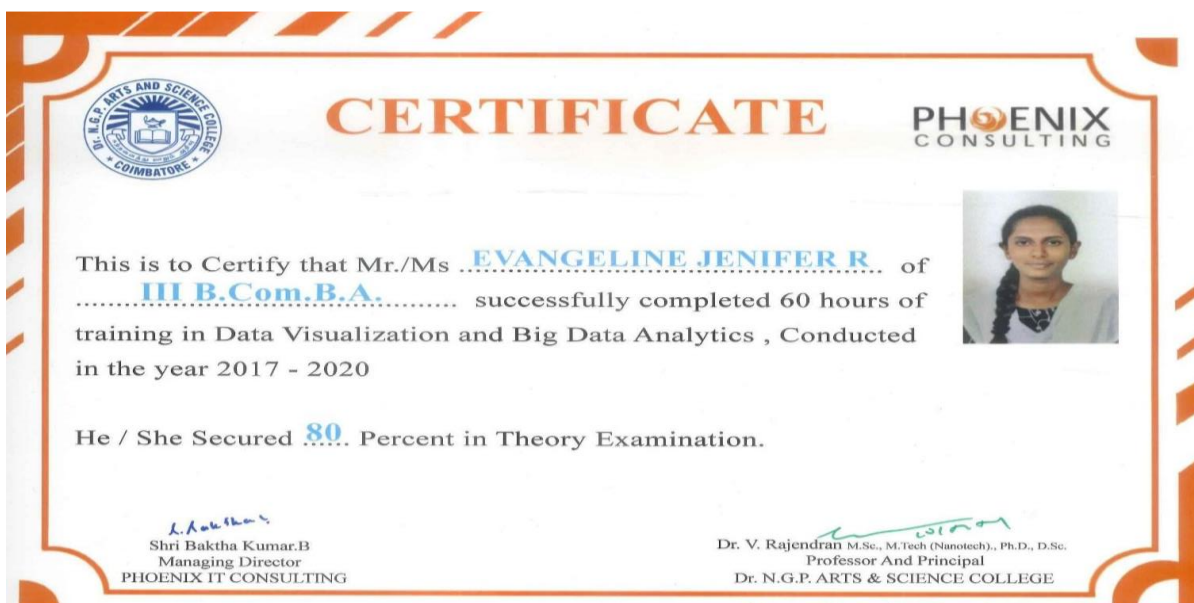 Dr. N.G.P. ARTS AND SCIENCE COLLEGE
* COIMBATORE *
CERTIFICATE
PHOENIX
CONSULTING
This is to Certify that Mr./Ms ..EVANGELINE JENIFER R.. of
........III B.Com.B.A........... successfully completed 60 hours of
training in Data Visualization and Big Data Analytics , Conducted
in the year 2017 - 2020
He / She Secured .80.. Percent in Theory Examination.
Shri Baktha Kumar.B
Managing Director
PHOENIX IT CONSULTING
Dr. V. Rajendran M.Sc., M.Tech (Nanotech)., Ph.D., D.Sc.
Professor And Principal
Dr. N.G.P. ARTS & SCIENCE COLLEGE